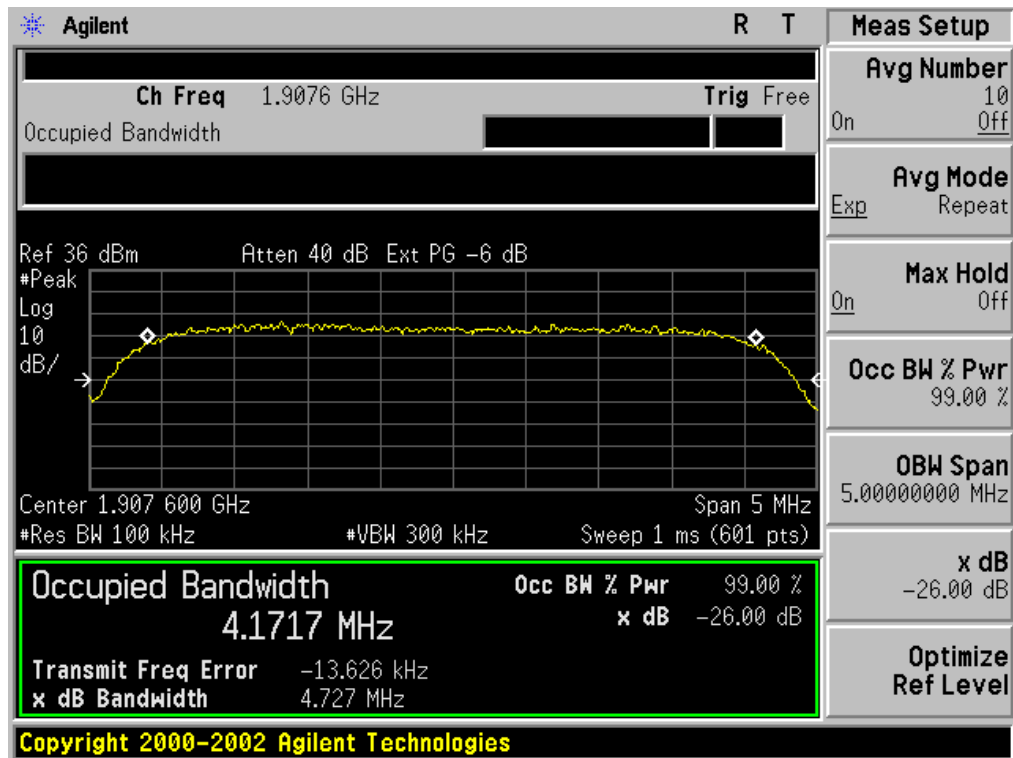 Agilent
R T
Ch Freq 1.9076 GHz
Trig Free
Occupied Bandwidth
Ref 36 dBm
Atten 40 dB
Ext PG -6 dB
#Peak
Log
10
dB/
Center 1.907 600 GHz
Span 5 MHz
#Res BW 100 kHz
#VBW 300 kHz
Sweep 1 ms (601 pts)
Occupied Bandwidth
4.1717 MHz
Occ BW % Pwr 99.00 %
x dB -26.00 dB
Transmit Freq Error -13.626 kHz
x dB Bandwidth 4.727 MHz
Copyright 2000-2002 Agilent Technologies
Meas Setup
Avg Number
10
On Off
Avg Mode
Exp Repeat
Max Hold
On Off
Occ BW % Pwr
99.00 %
OBW Span
5.00000000 MHz
x dB
-26.00 dB
Optimize
Ref Level